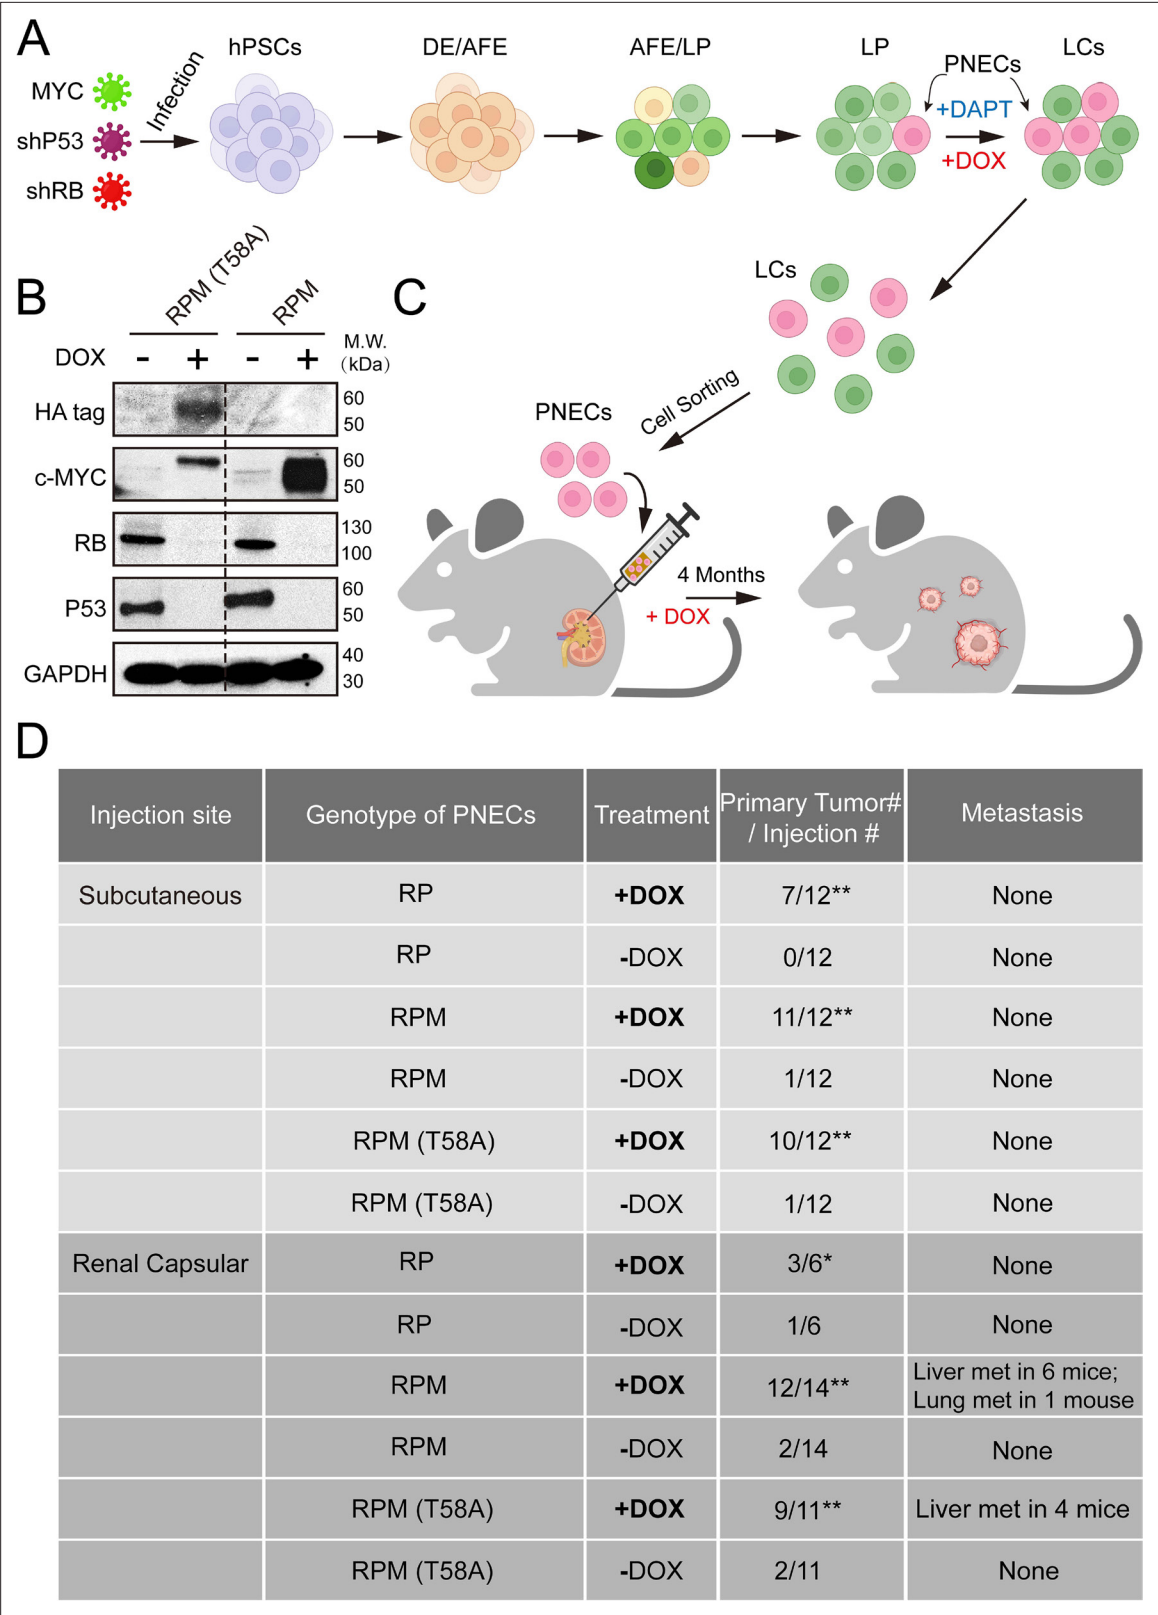 A
hPSCs
DE/AFE
AFE/LP
LP
LCs
MYC
shP53
shRB
Infection
PNECs
+DAPT
+DOX
B
RPM (T58A)
RPM
DOX
- + - +
M.W.
(kDa)
HA tag
60
50
c-MYC
60
50
RB
130
100
P53
60
50
GAPDH
40
30
C
LCs
Cell Sorting
PNECs
4 Months
+ DOX
D
Injection site Genotype of PNECs Treatment Primary Tumor# / Injection # Metastasis
Subcutaneous RP +DOX 7/12** None
RP -DOX 0/12 None
RPM +DOX 11/12** None
RPM -DOX 1/12 None
RPM (T58A) +DOX 10/12** None
RPM (T58A) -DOX 1/12 None
Renal Capsular RP +DOX 3/6* None
RP -DOX 1/6 None
RPM +DOX 12/14** Liver met in 6 mice;
Lung met in 1 mouse
RPM -DOX 2/14 None
RPM (T58A) +DOX 9/11** Liver met in 4 mice
RPM (T58A) -DOX 2/11 None